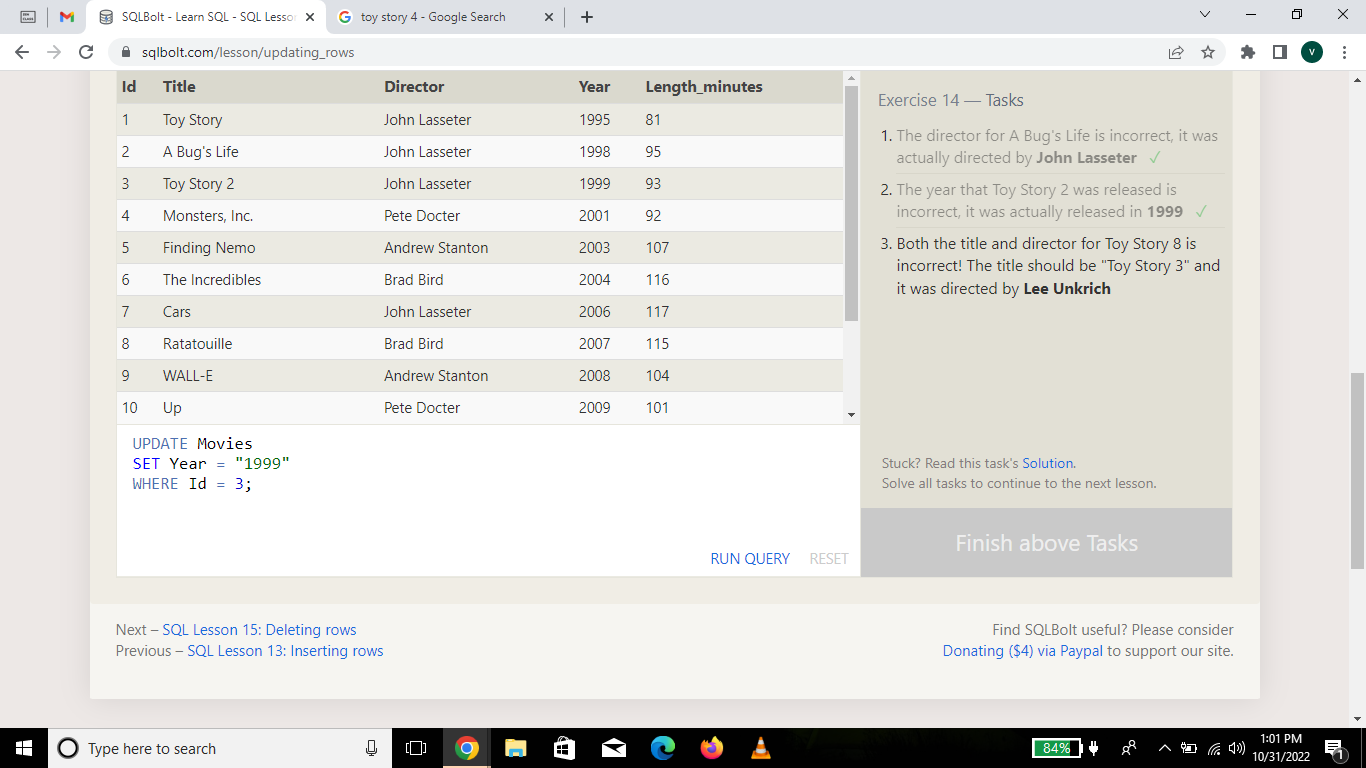 SQLBolt - Learn SQL - SQL Lesso
toy story 4 - Google Search
sqlbolt.com/lesson/updating_rows
V
Id Title Director Year Length_minutes
1 Toy Story John Lasseter 1995 81
2 A Bug's Life John Lasseter 1998 95
3 Toy Story 2 John Lasseter 1999 93
4 Monsters, Inc. Pete Docter 2001 92
5 Finding Nemo Andrew Stanton 2003 107
6 The Incredibles Brad Bird 2004 116
7 Cars John Lasseter 2006 117
8 Ratatouille Brad Bird 2007 115
9 WALL-E Andrew Stanton 2008 104
10 Up Pete Docter 2009 101
UPDATE Movies
SET Year = "1999"
WHERE Id = 3;
RUN QUERY RESET
Exercise 14 — Tasks
1. The director for A Bug's Life is incorrect, it was
actually directed by John Lasseter ✓
2. The year that Toy Story 2 was released is
incorrect, it was actually released in 1999 ✓
3. Both the title and director for Toy Story 8 is
incorrect! The title should be "Toy Story 3" and
it was directed by Lee Unkrich
Stuck? Read this task's Solution.
Solve all tasks to continue to the next lesson.
Finish above Tasks
Next – SQL Lesson 15: Deleting rows
Previous – SQL Lesson 13: Inserting rows
Find SQLBolt useful? Please consider
Donating ($4) via Paypal to support our site.
Type here to search
84%
1:01 PM
10/31/2022
1